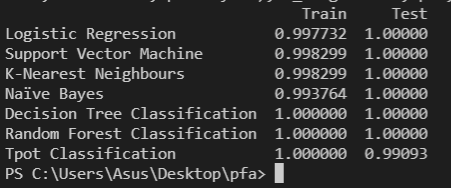 Train Test
Logistic Regression 0.997732 1.00000
Support Vector Machine 0.998299 1.00000
K-Nearest Neighbours 0.998299 1.00000
Naïve Bayes 0.993764 1.00000
Decision Tree Classification 1.000000 1.00000
Random Forest Classification 1.000000 1.00000
Tpot Classification 1.000000 0.99093
PS C:\Users\Asus\Desktop\pfa>